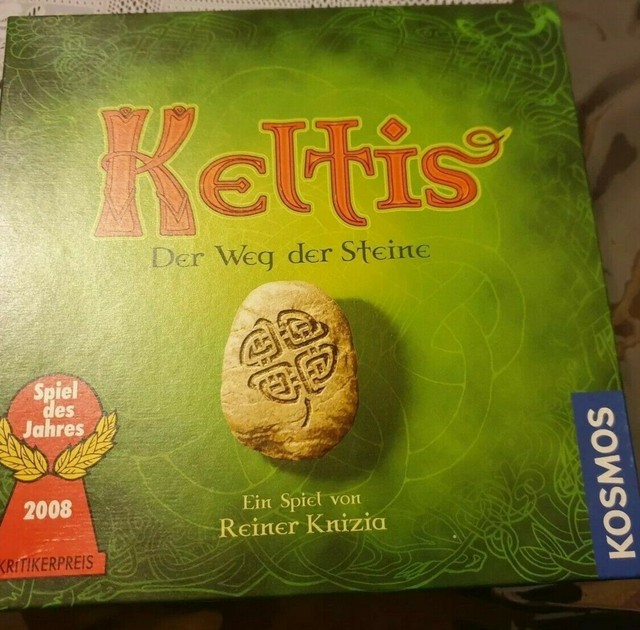 Keltis
Der Weg der Steine
Spiel
des
Jahres
2008
KRITIKERPREIS
Ein Spiel von
Reiner Knizia
KOSMOS